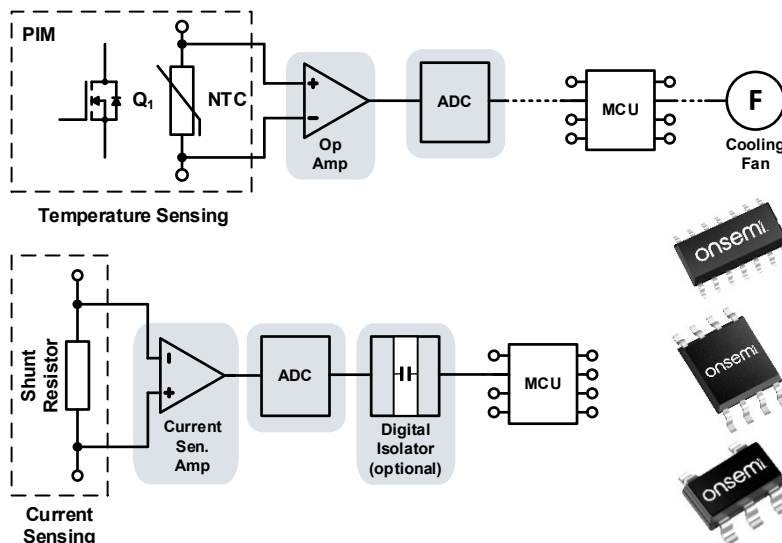 PIM
Q1
NTC
+
-
Op
Amp
ADC
MCU
F
Cooling
Fan
Temperature Sensing
onsemi
Shunt
Resistor
-
+
Current
Sen.
Amp
ADC
Digital
Isolator
(optional)
MCU
onsemi
onsemi
Current
Sensing